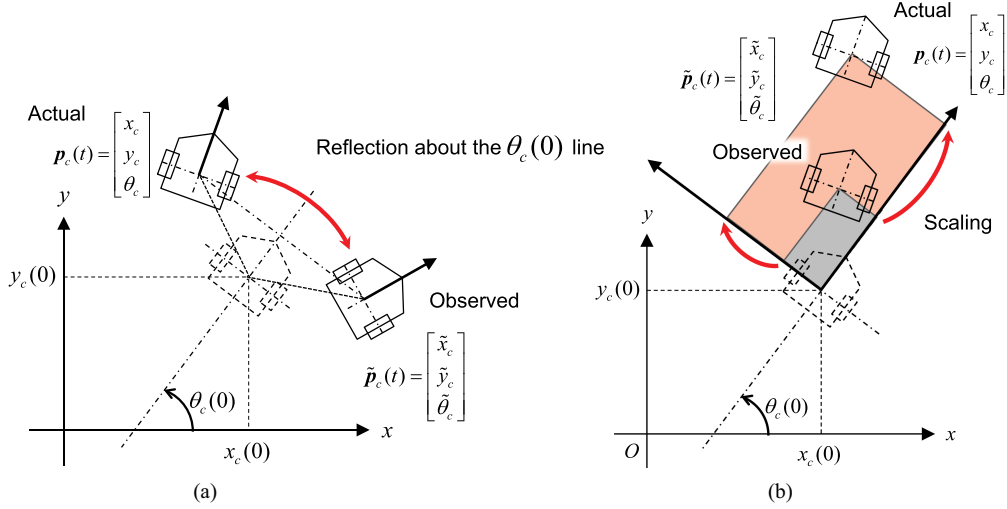 Actual
p_c(t) = [x_c y_c θ_c]
Reflection about the θ_c(0) line
y
y_c(0)
Observed
p̃_c(t) = [x̃_c ỹ_c θ̃_c]
θ_c(0)
x
x_c(0)
(a)
Actual
p_c(t) = [x_c y_c θ_c]
p̃_c(t) = [x̃_c ỹ_c θ̃_c]
Observed
y
Scaling
y_c(0)
θ_c(0)
x
O
x_c(0)
(b)